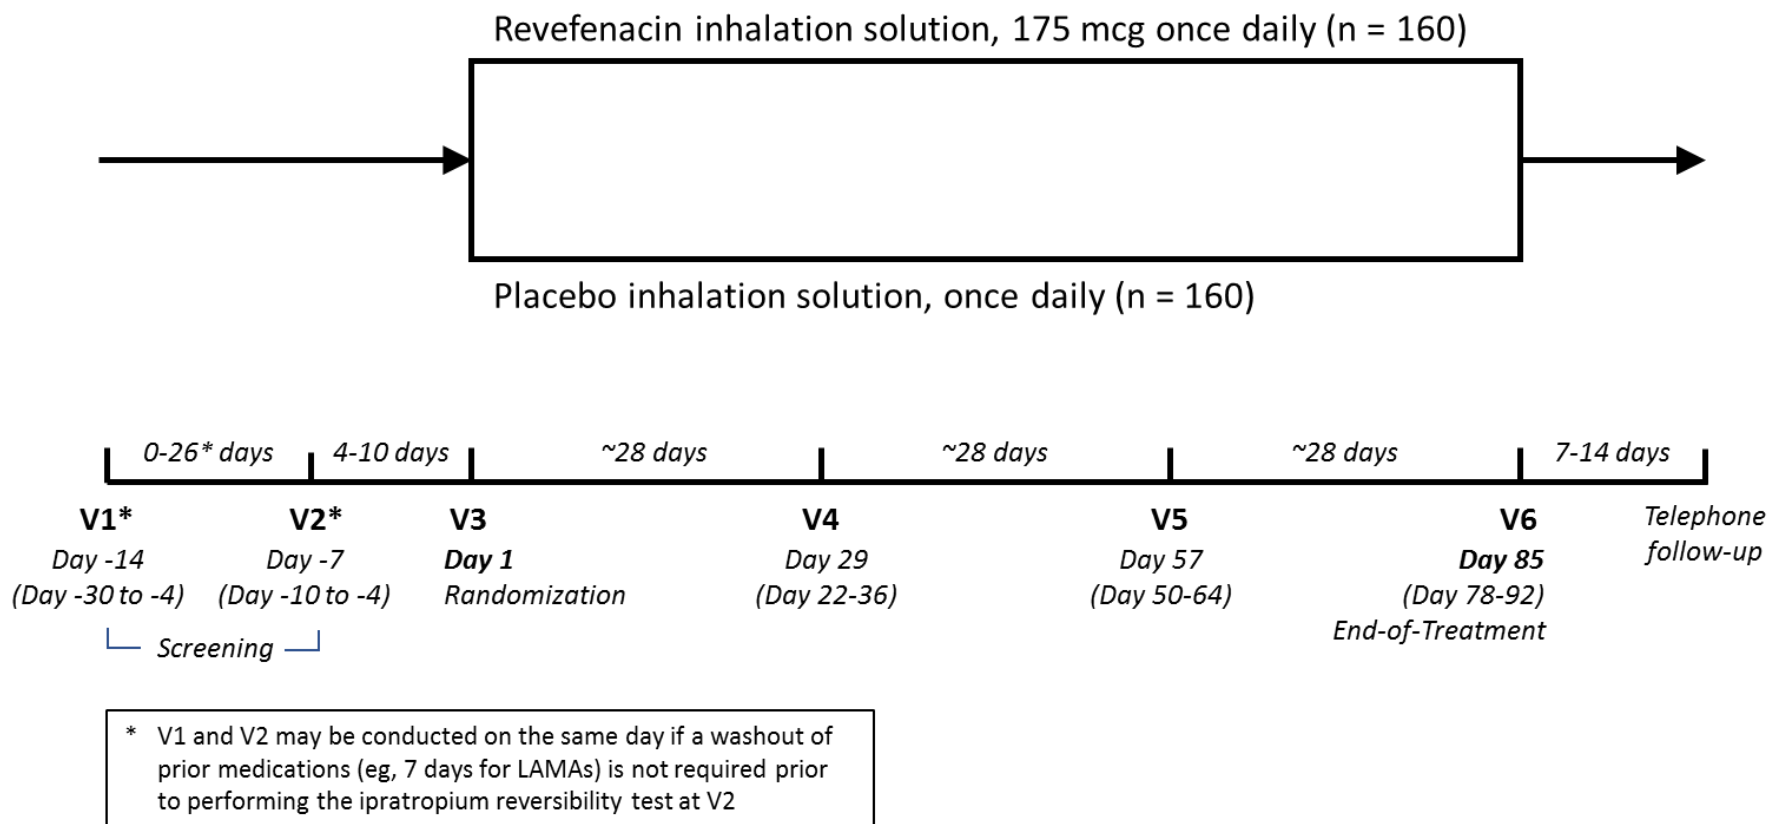 Revefenacin inhalation solution, 175 mcg once daily (n = 160)
Placebo inhalation solution, once daily (n = 160)
0-26* days
4-10 days
~28 days
~28 days
~28 days
7-14 days
V1*
Day -14
(Day -30 to -4)
V2*
Day -7
(Day -10 to -4)
V3
Day 1
Randomization
V4
Day 29
(Day 22-36)
V5
Day 57
(Day 50-64)
V6
Day 85
(Day 78-92)
End-of-Treatment
Telephone
follow-up
Screening
* V1 and V2 may be conducted on the same day if a washout of
prior medications (eg, 7 days for LAMAs) is not required prior
to performing the ipratropium reversibility test at V2